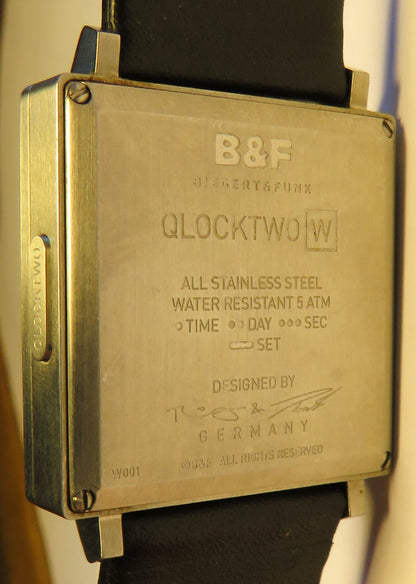 B&F
BIEGERT&FUNK
QLOCKTWO W
ALL STAINLESS STEEL
WATER RESISTANT 5 ATM
TIME DAY SEC
SET
DESIGNED BY
&
GERMANY
©B&F ALL RIGHTS RESERVED
W001
QLOCKTWO